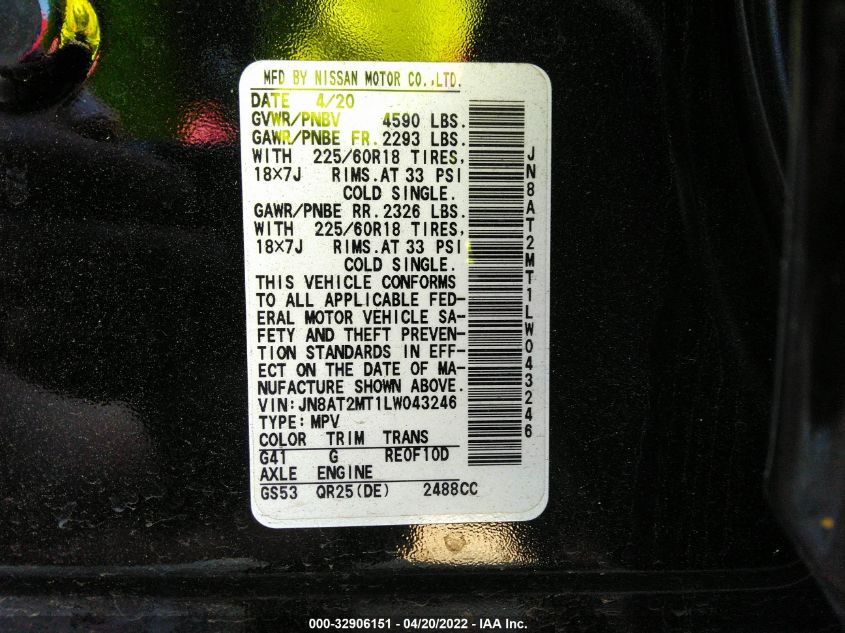 MFD BY NISSAN MOTOR CO.,LTD.
DATE 4/20
GVWR/PNBV 4590 LBS.
GAWR/PNBE FR. 2293 LBS.
WITH 225/60R18 TIRES,
18×7J RIMS.AT 33 PSI
COLD SINGLE.
GAWR/PNBE RR. 2326 LBS.
WITH 225/60R18 TIRES,
18×7J RIMS.AT 33 PSI
COLD SINGLE.
THIS VEHICLE CONFORMS
TO ALL APPLICABLE FED-
ERAL MOTOR VEHICLE SA-
FETY AND THEFT PREVEN-
TION STANDARDS IN EFF-
ECT ON THE DATE OF MA-
NUFACTURE SHOWN ABOVE.
VIN:JN8AT2MT1LW043246
TYPE:MPV
COLOR TRIM TRANS
G41 G RE0F10D
AXLE ENGINE
GS53 QR25(DE) 2488CC
JN8AT2MT1LW043246
000-32906151 - 04/20/2022 - IAA Inc.